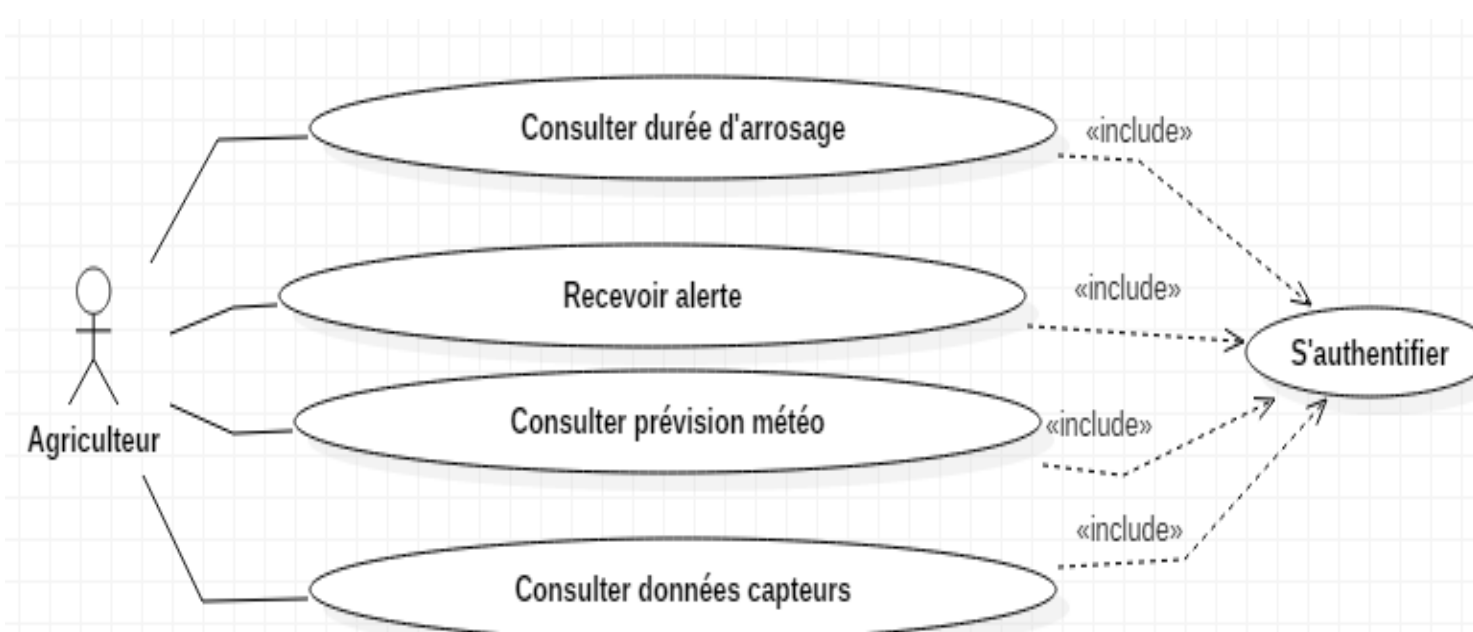 Consulter durée d'arrosage
«include»
Recevoir alerte
«include»
S'authentifier
Consulter prévision météo
«include»
Agriculteur
«include»
Consulter données capteurs